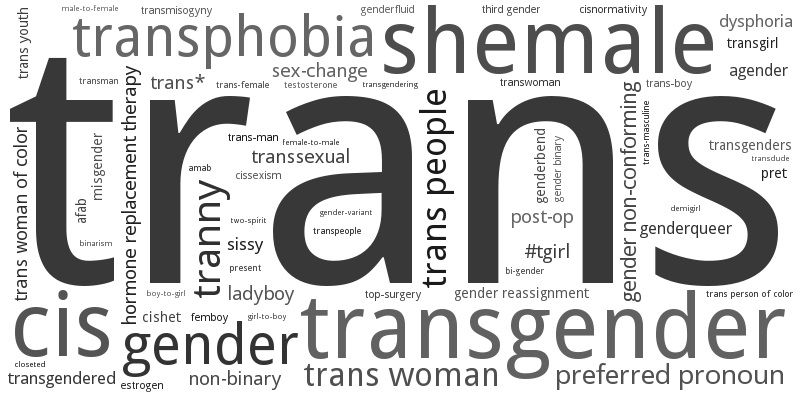 male-to-female
transmisogyny
genderfluid
third gender
cisnormativity
trans youth
transphobia
shemale
dysphoria
transgirl
sex-change
agender
transman
trans*
trans-female
testosterone
transgendering
transwoman
trans-boy
trans
hormone replacement therapy
trans people
gender non-conforming
trans-masculine
trans woman of color
misgender
trans-man
female-to-male
transsexual
genderbend
gender binary
transgenders
transdude
amab
cissexism
pret
afab
tranny
two-spirit
gender-variant
post-op
demigirl
genderqueer
binarism
sissy
transpeople
#tgirl
present
bi-gender
boy-to-girl
ladyboy
top-surgery
gender reassignment
trans person of color
cis
cishet
femboy
girl-to-boy
transgender
gender
closeted
transgendered
estrogen
non-binary
trans woman
preferred pronoun